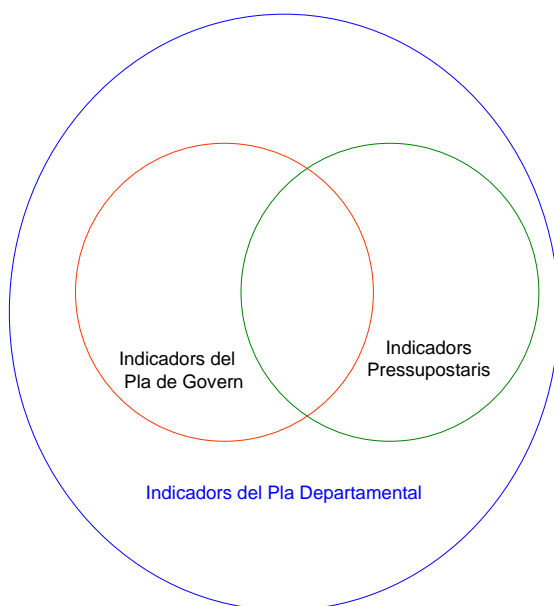 Indicadors del
Pla de Govern
Indicadors
Pressupostaris
Indicadors del Pla Departamental